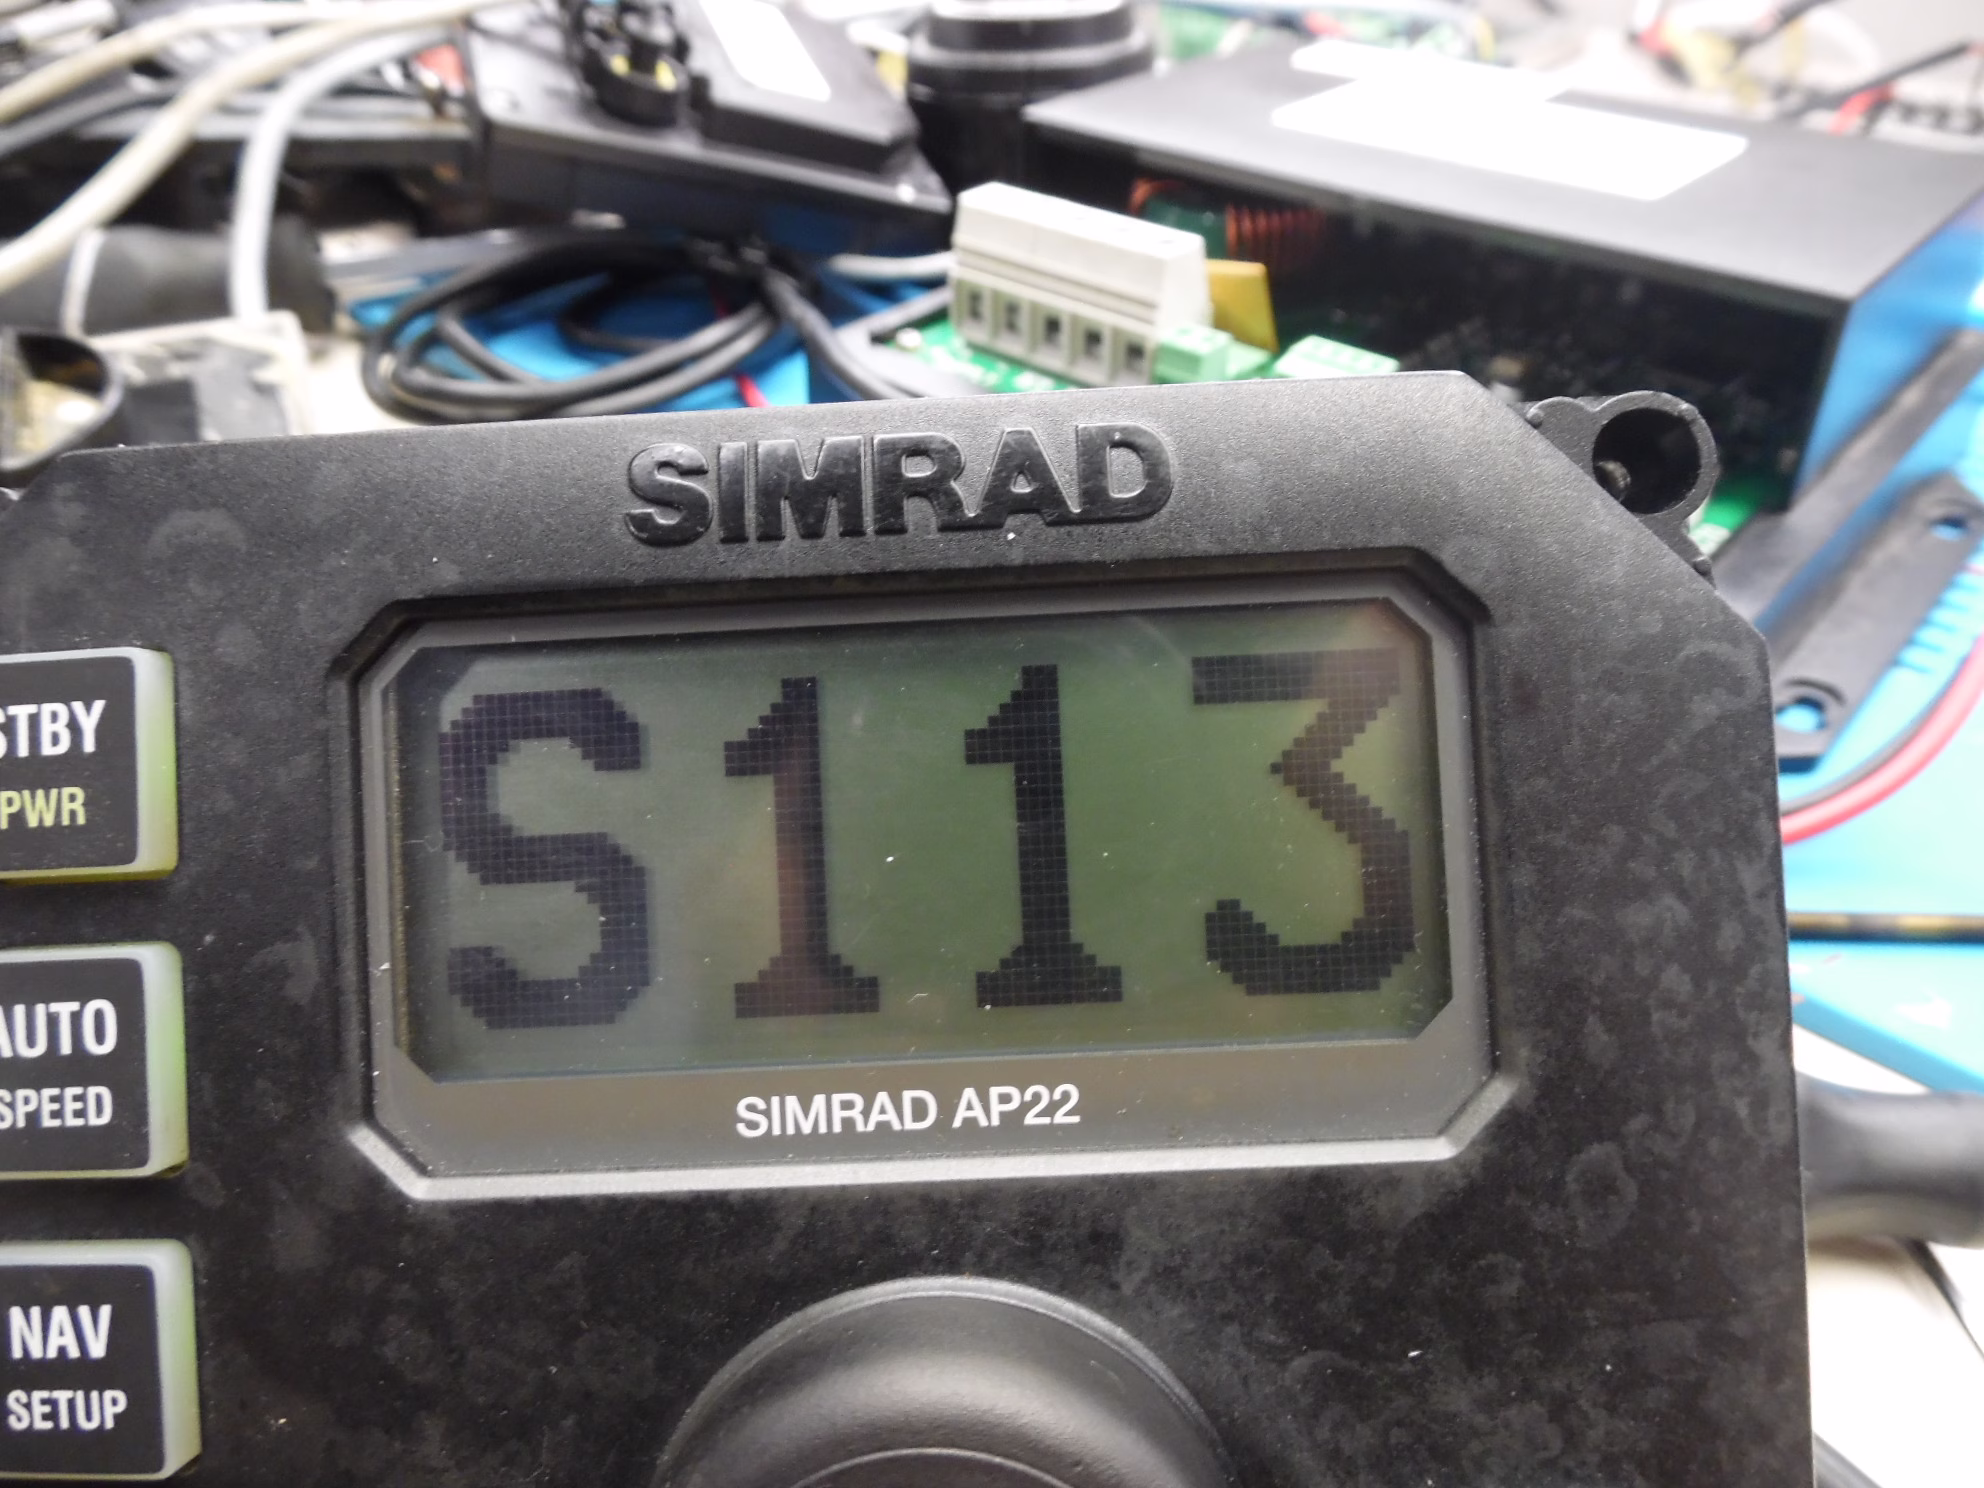 SIMRAD
S113
SIMRAD AP22
STBY
PWR
AUTO
SPEED
NAV
SETUP